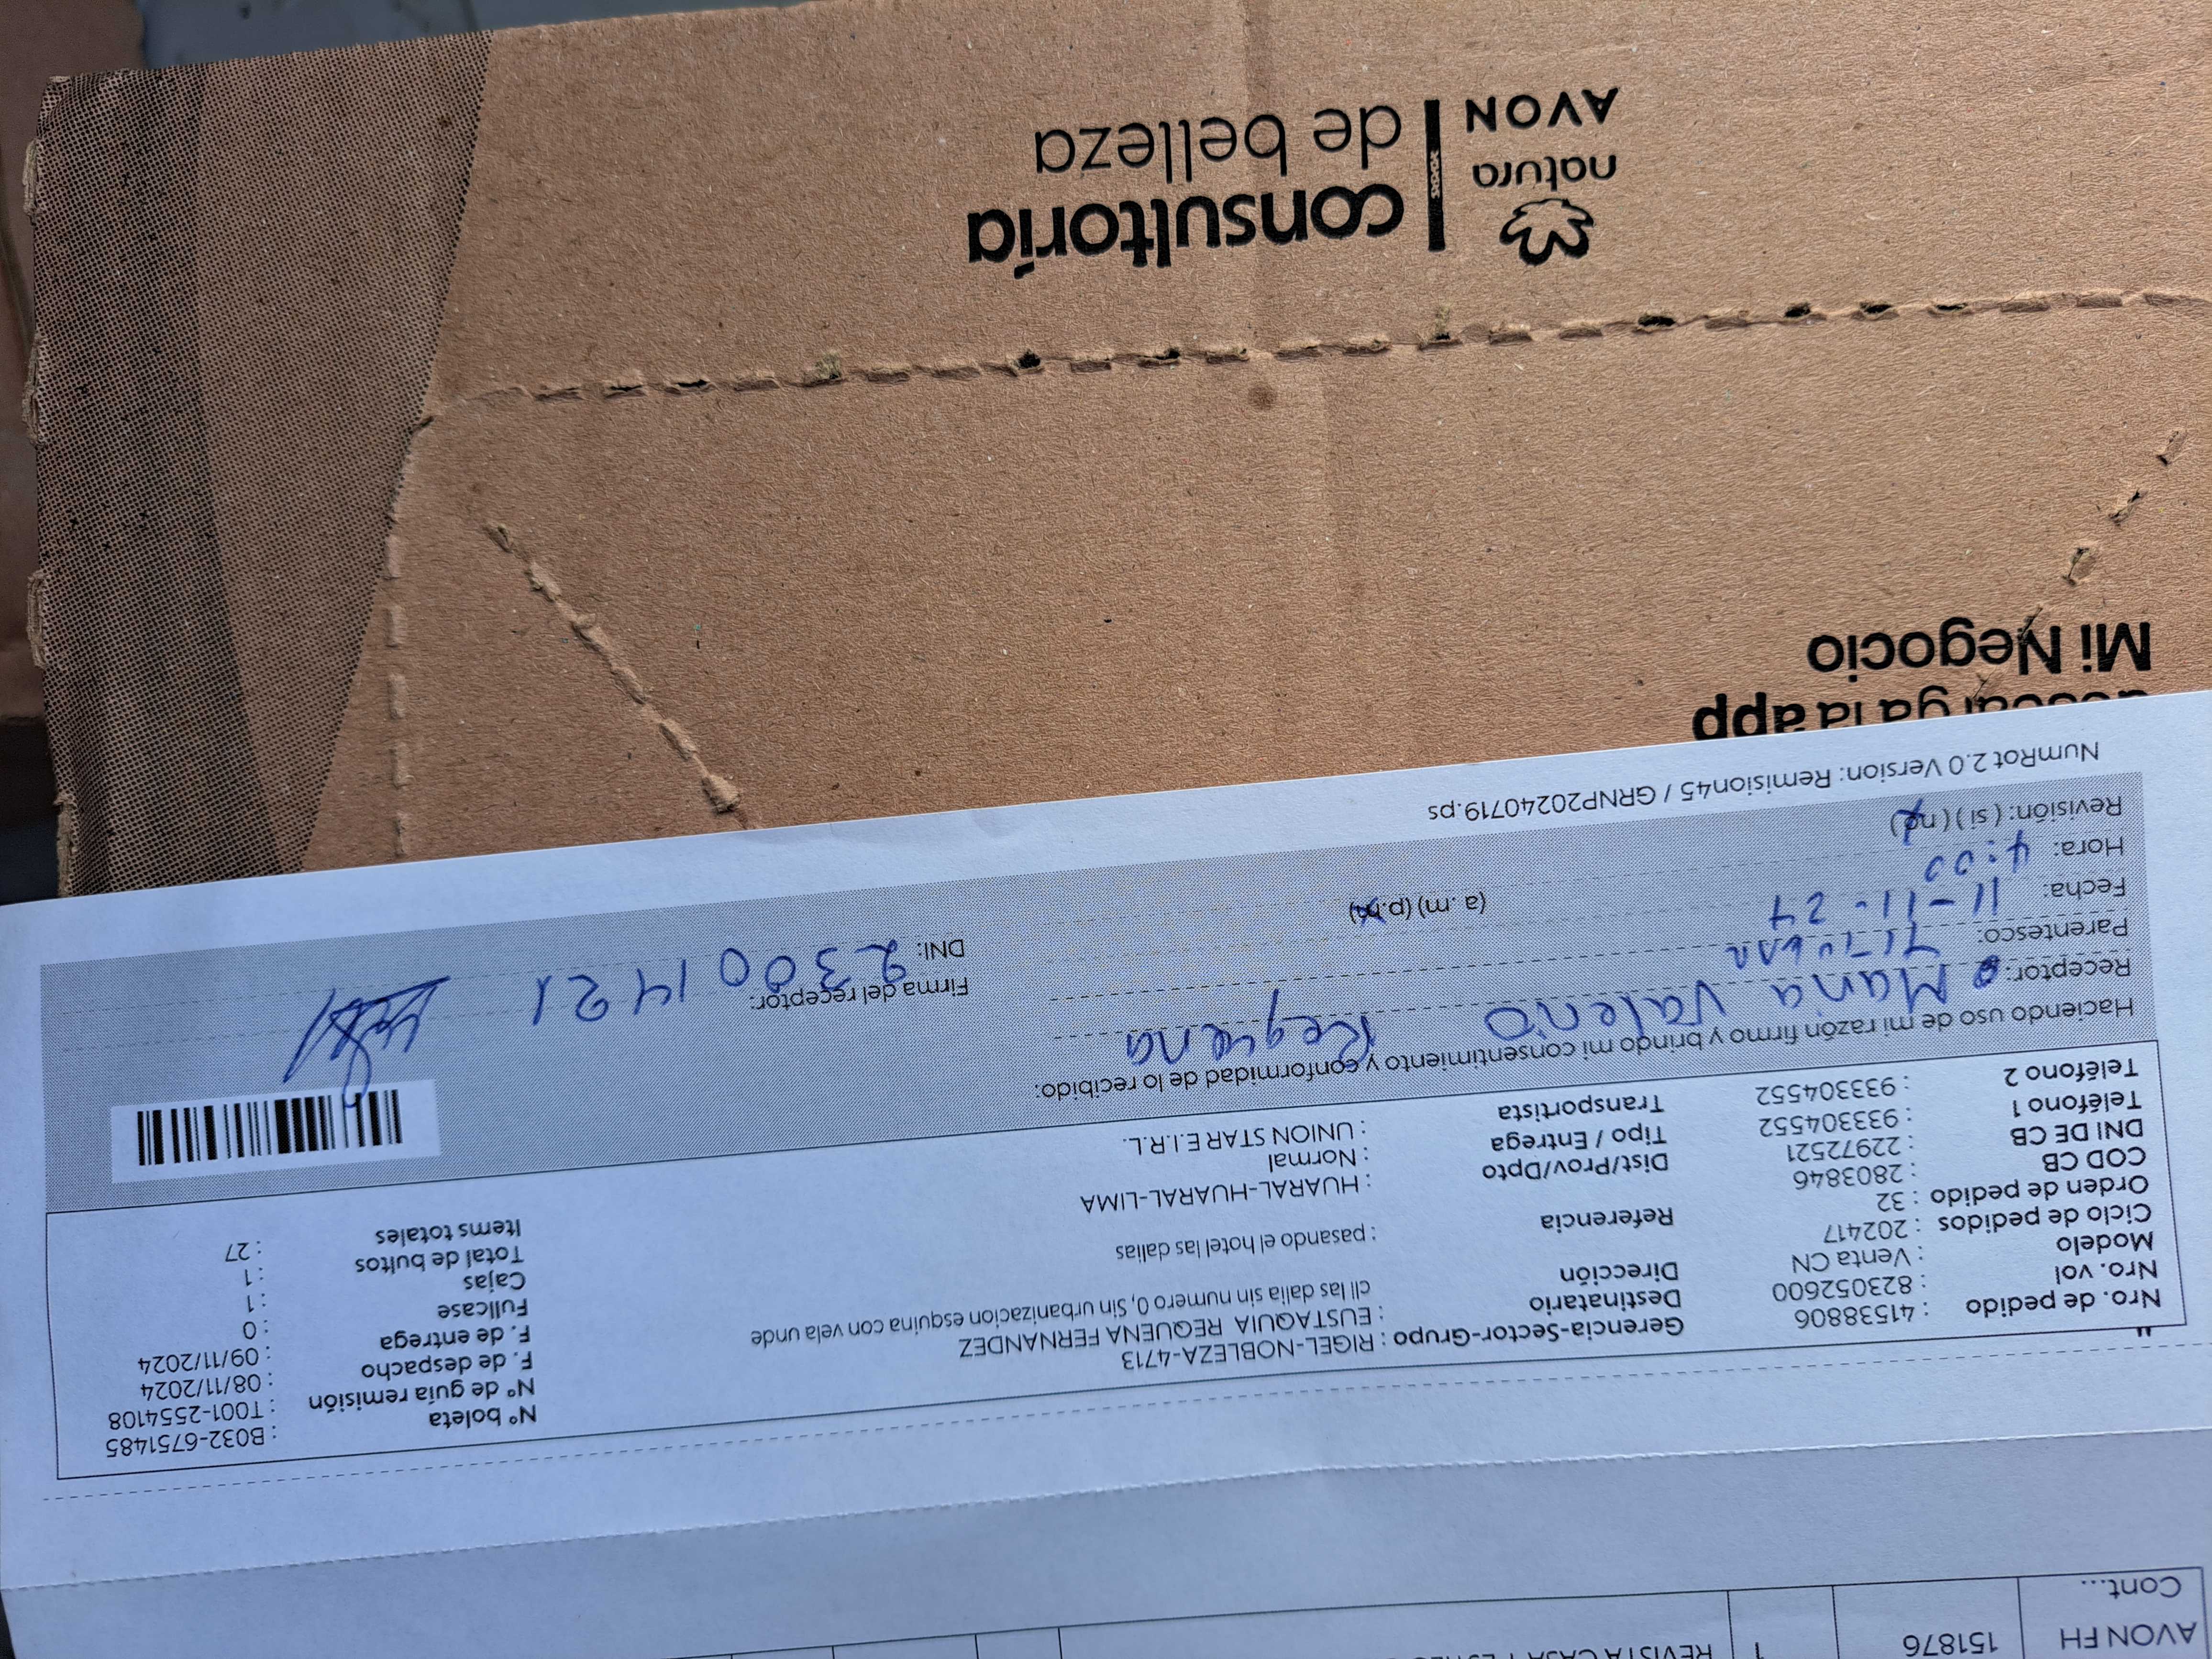 AVON FH 151876 1
Cont...
Nro. de pedido : 41538806
Nro. vol : 823052600
Modelo : Venta CN
Ciclo de pedidos : 202417
Orden de pedido : 32
COD CB : 2803846
DNI DE CB : 22972521
Teléfono 1 : 933304552
Teléfono 2 : 933304552
Gerencia-Sector-Grupo : RIGEL-NOBLEZA-4713
Destinatario : EUSTAQUIA REQUENA FERNANDEZ
Dirección cll las dalia sin numero 0, Sin urbanizacion esquina con vela unde
Referencia : pasando el hotel las dalias
Dist/Prov/Dpto : HUARAL-HUARAL-LIMA
Tipo / Entrega : Normal
Transportista : UNION STAR E.I.R.L.
N° boleta : B032-6751485
N° de guía remisión : T001-2554108
F. de despacho : 08/11/2024
F. de entrega : 09/11/2024
Fullcase : 0
Cajas : 1
Total de bultos : 1
Items totales : 27
Haciendo uso de mi razón firmo y brindo mi consentimiento y conformidad de lo recibido:
Receptor: Maria Valerio Requena
Parentesco: Titular
Fecha: 11-11-24
Hora: 4:00 (a. m) (p.m)
Revisión: (si) (no)
Firma del receptor:
DNI: 23001421
NumRot 2.0 Version: Remision45 / GRNP20240719.ps
descarga la app
Mi Negocio
natura
AVON
consultoría
de belleza